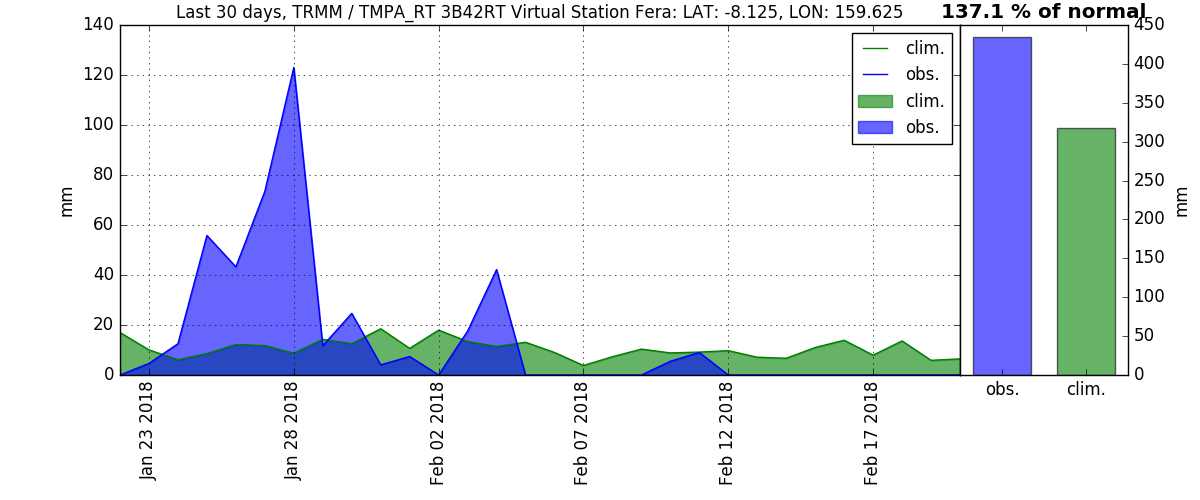 Last 30 days, TRMM / TMPA_RT 3B42RT Virtual Station Fera: LAT: -8.125, LON: 159.625
137.1 % of normal
mm
140
120
100
80
60
40
20
0
clim.
obs.
clim.
obs.
450
400
350
300
250
200
150
100
50
0
mm
Jan 23 2018
Jan 28 2018
Feb 02 2018
Feb 07 2018
Feb 12 2018
Feb 17 2018
obs.
clim.